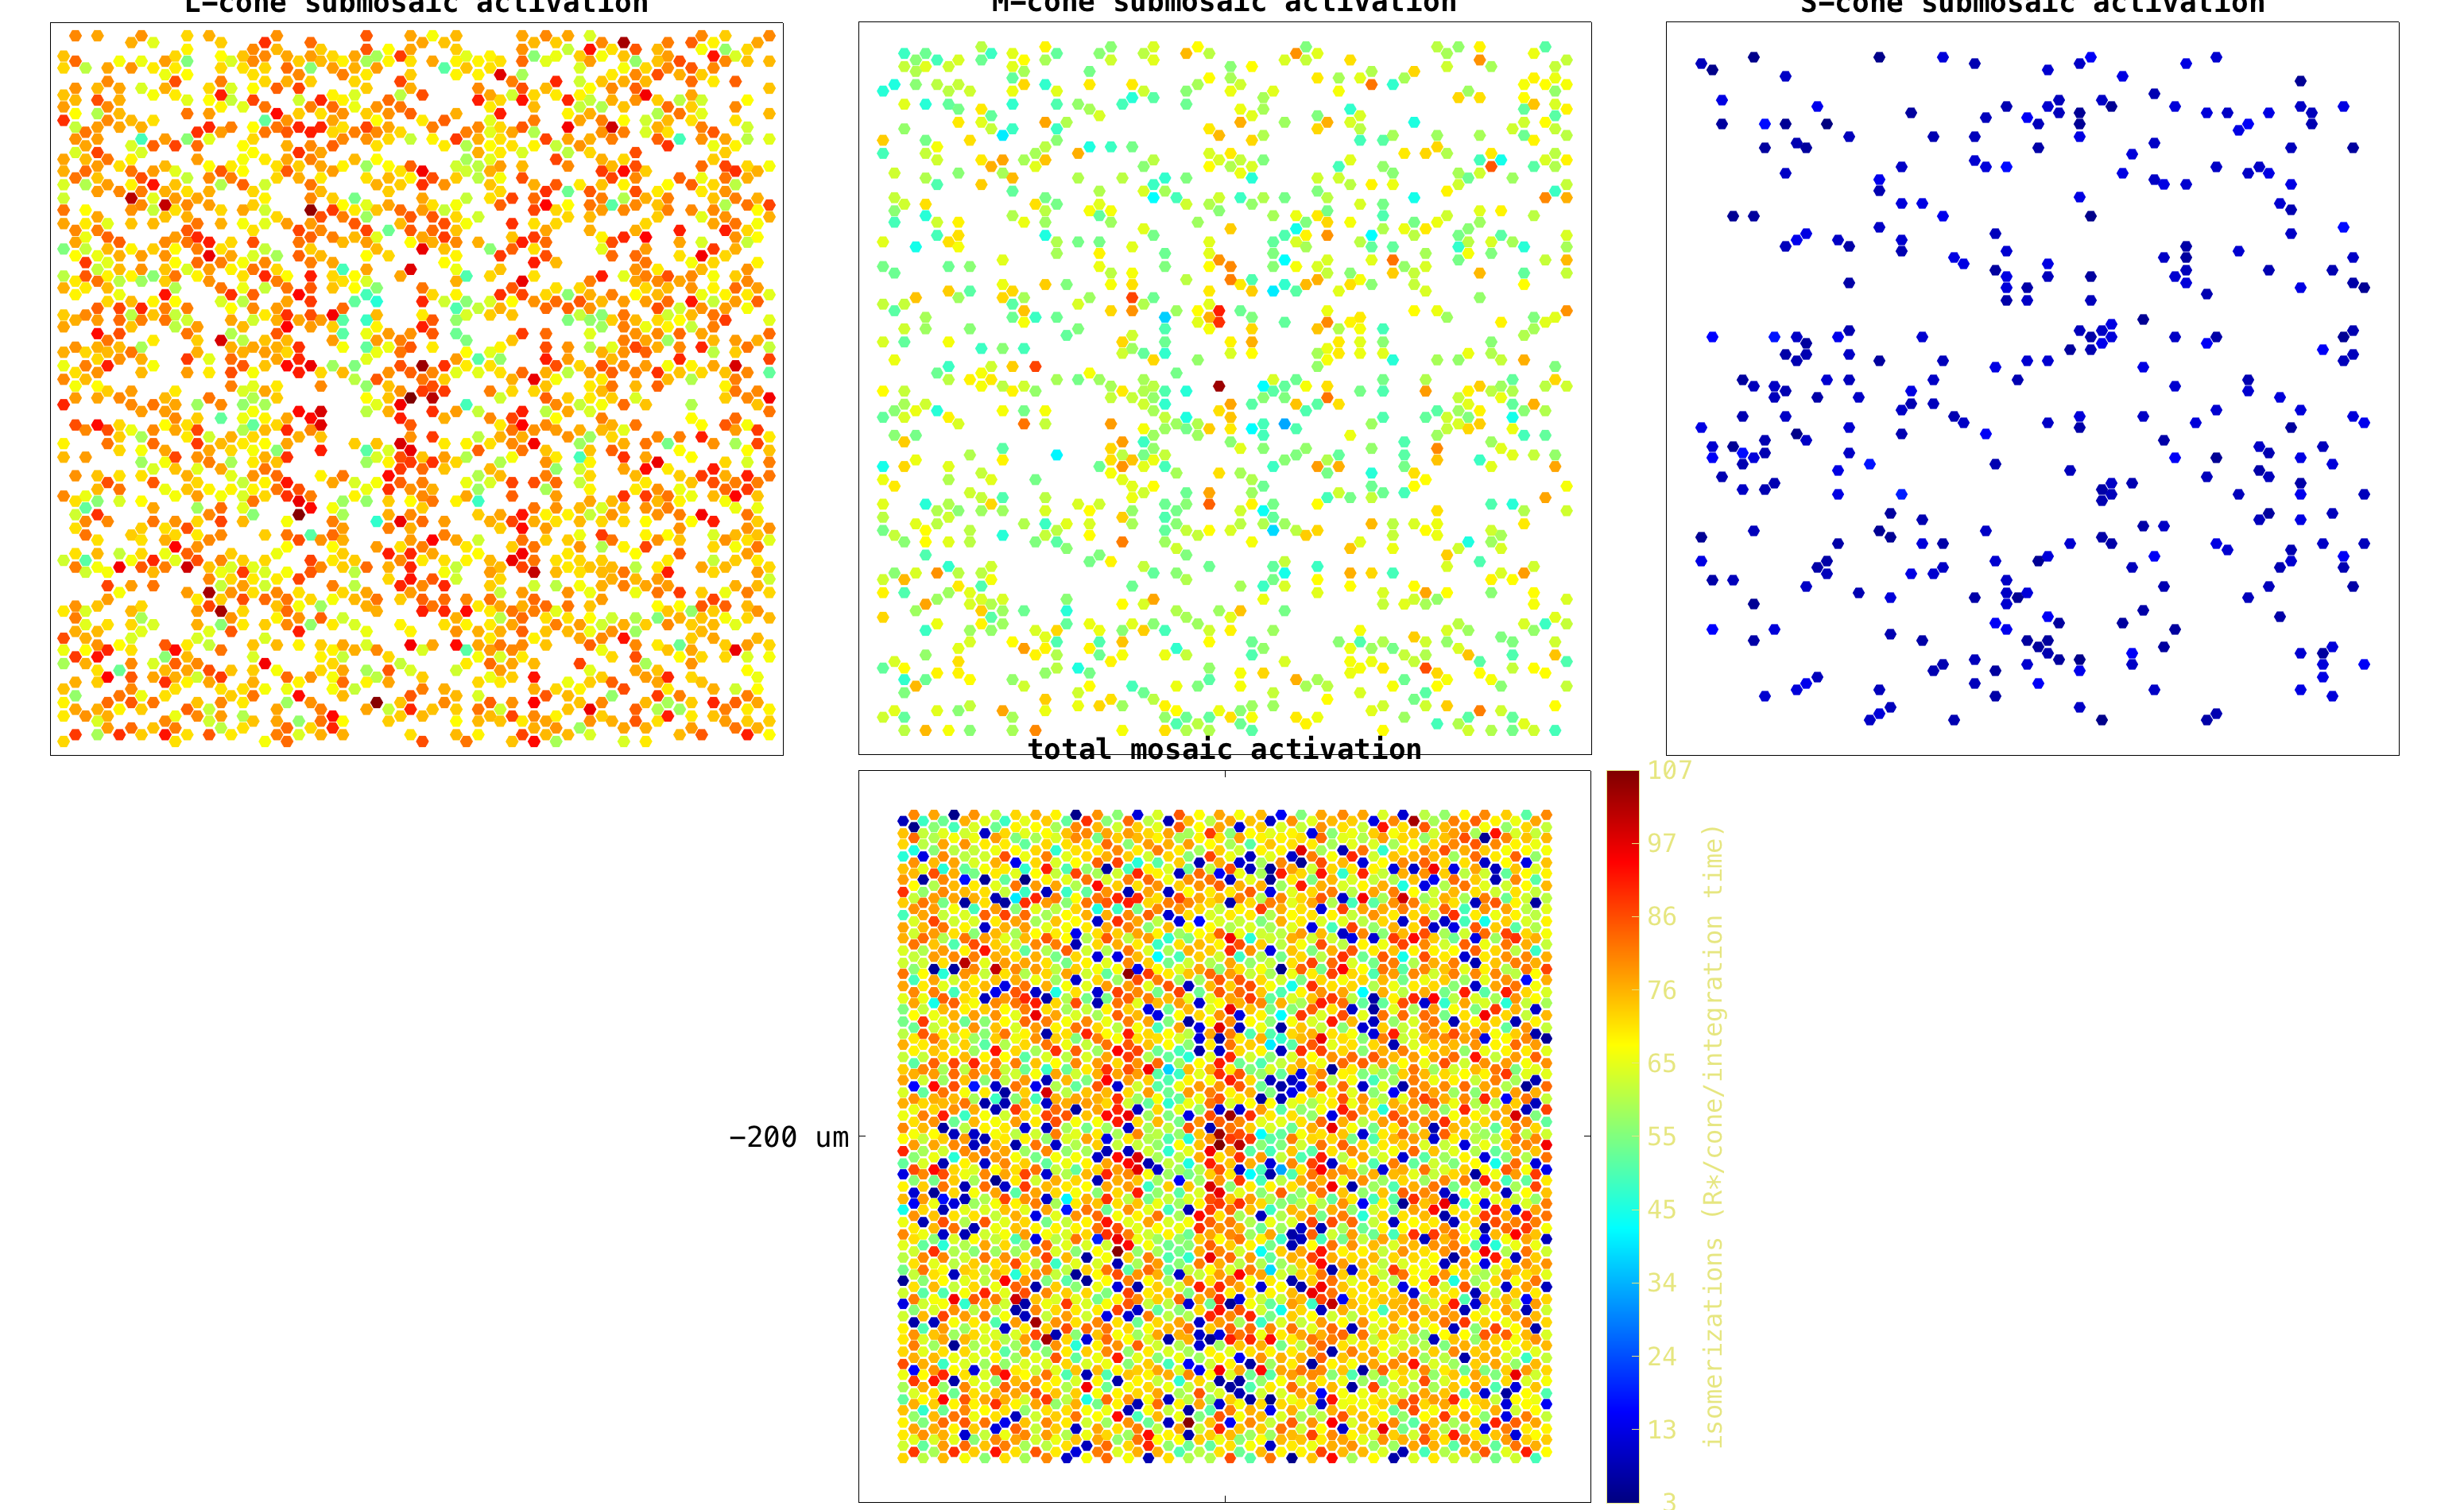 L−cone submosaic activation
M−cone submosaic activation
S−cone submosaic activation
total mosaic activation
−200 um
107
97
86
76
65
55
45
34
24
13
3
isomerizations (R*/cone/integration time)